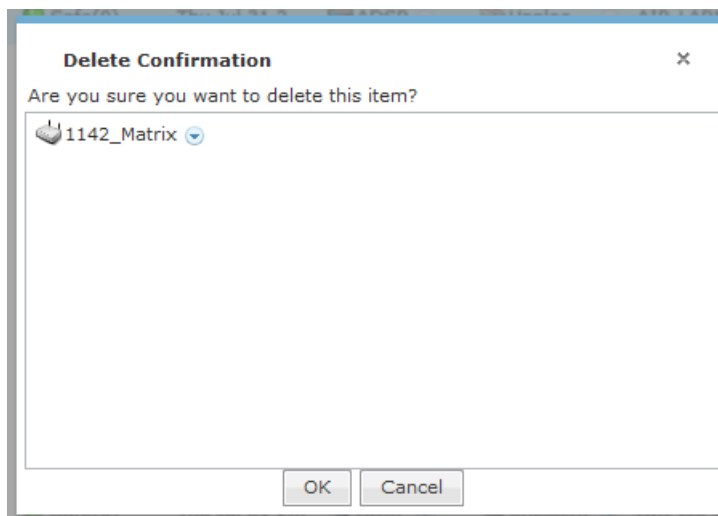 Delete Confirmation
Are you sure you want to delete this item?
1142_Matrix
OK Cancel